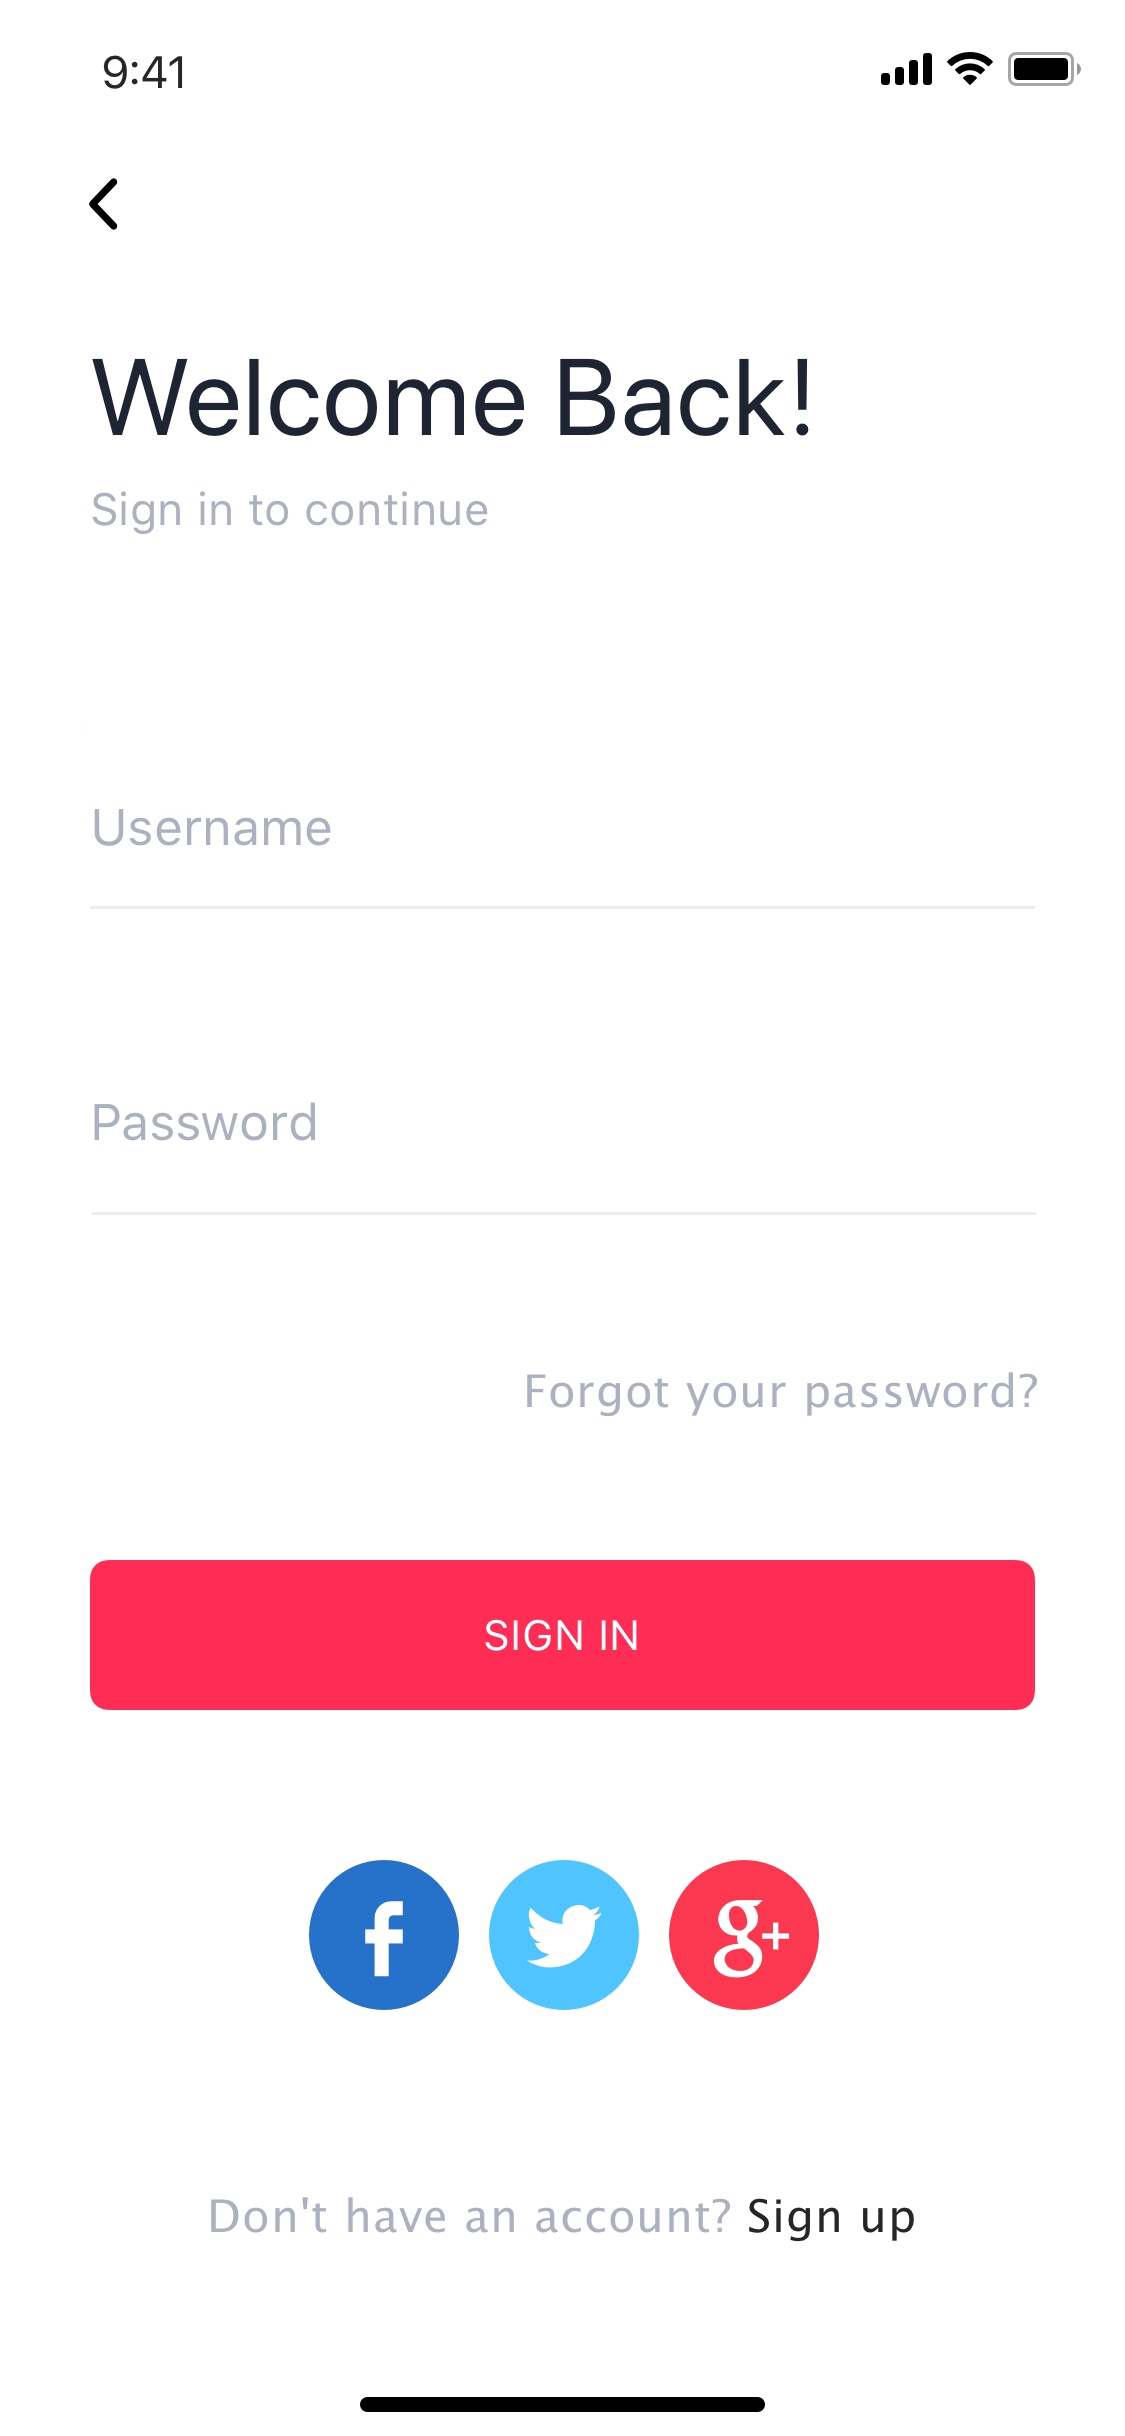 9:41
Welcome Back!
Sign in to continue
Username
Password
Forgot your password?
SIGN IN
f
g+
Don't have an account? Sign up